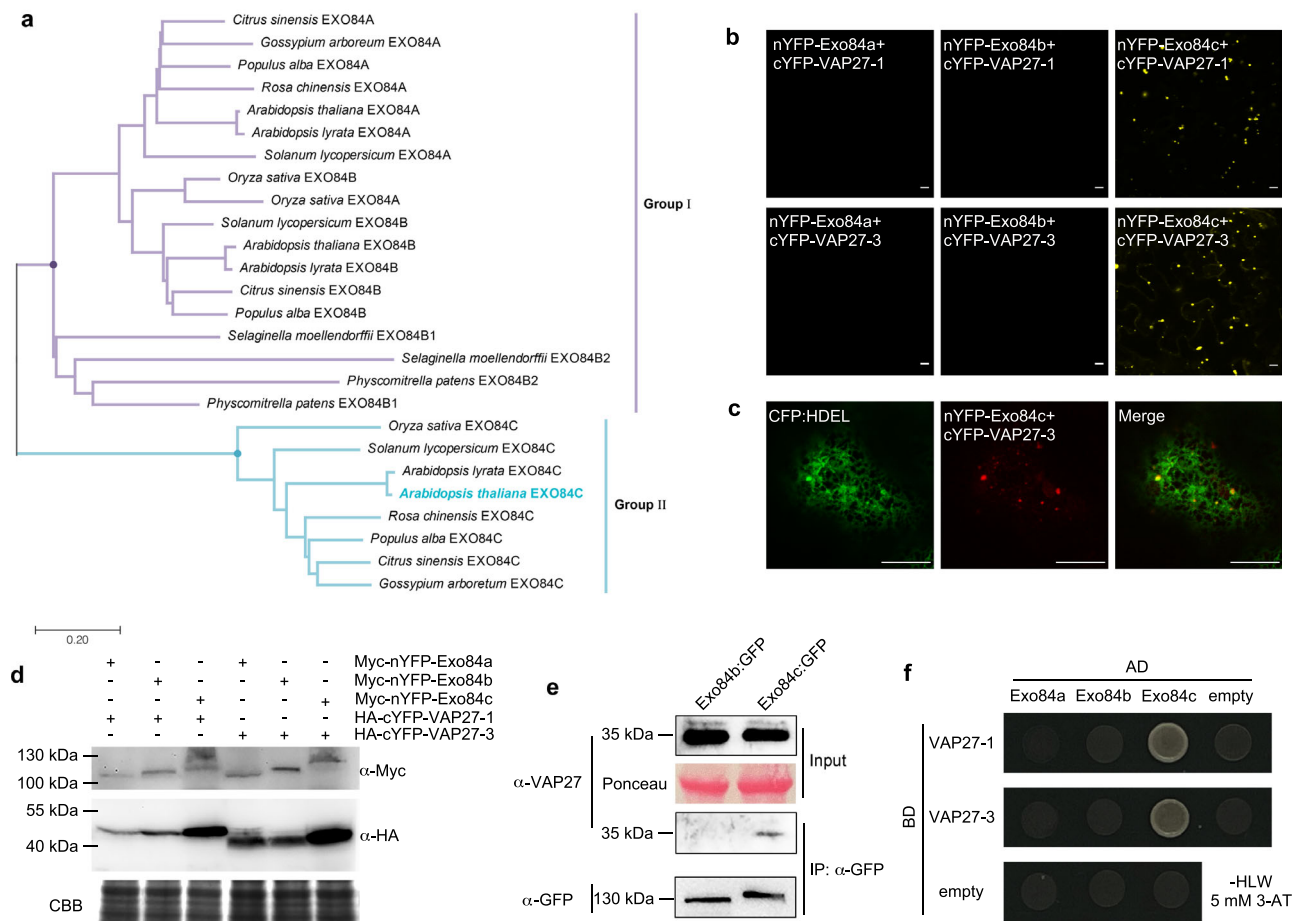 a
Citrus sinensis EXO84A
Gossypium arboreum EXO84A
Populus alba EXO84A
Rosa chinensis EXO84A
Arabidopsis thaliana EXO84A
Arabidopsis lyrata EXO84A
Solanum lycopersicum EXO84A
Oryza sativa EXO84B
Oryza sativa EXO84A
Solanum lycopersicum EXO84B
Arabidopsis thaliana EXO84B
Arabidopsis lyrata EXO84B
Citrus sinensis EXO84B
Populus alba EXO84B
Selaginella moellendorffii EXO84B1
Selaginella moellendorffii EXO84B2
Physcomitrella patens EXO84B2
Physcomitrella patens EXO84B1
Group I
Oryza sativa EXO84C
Solanum lycopersicum EXO84C
Arabidopsis lyrata EXO84C
Arabidopsis thaliana EXO84C
Rosa chinensis EXO84C
Populus alba EXO84C
Citrus sinensis EXO84C
Gossypium arboretum EXO84C
Group II
0.20
b
nYFP-Exo84a+
cYFP-VAP27-1
nYFP-Exo84b+
cYFP-VAP27-1
nYFP-Exo84c+
cYFP-VAP27-1
nYFP-Exo84a+
cYFP-VAP27-3
nYFP-Exo84b+
cYFP-VAP27-3
nYFP-Exo84c+
cYFP-VAP27-3
c
CFP:HDEL
nYFP-Exo84c+
cYFP-VAP27-3
Merge
d
+ - - + - - Myc-nYFP-Exo84a
- + - - + - Myc-nYFP-Exo84b
- - + - - + Myc-nYFP-Exo84c
+ + + - - - HA-cYFP-VAP27-1
- - - + + + HA-cYFP-VAP27-3
130 kDa
100 kDa
α-Myc
55 kDa
40 kDa
α-HA
CBB
e
Exo84b:GFP
Exo84c:GFP
35 kDa
Ponceau
Input
α-VAP27
35 kDa
IP: α-GFP
α-GFP
130 kDa
f
AD
Exo84a Exo84b Exo84c empty
BD
VAP27-1
VAP27-3
empty
-HLW
5 mM 3-AT